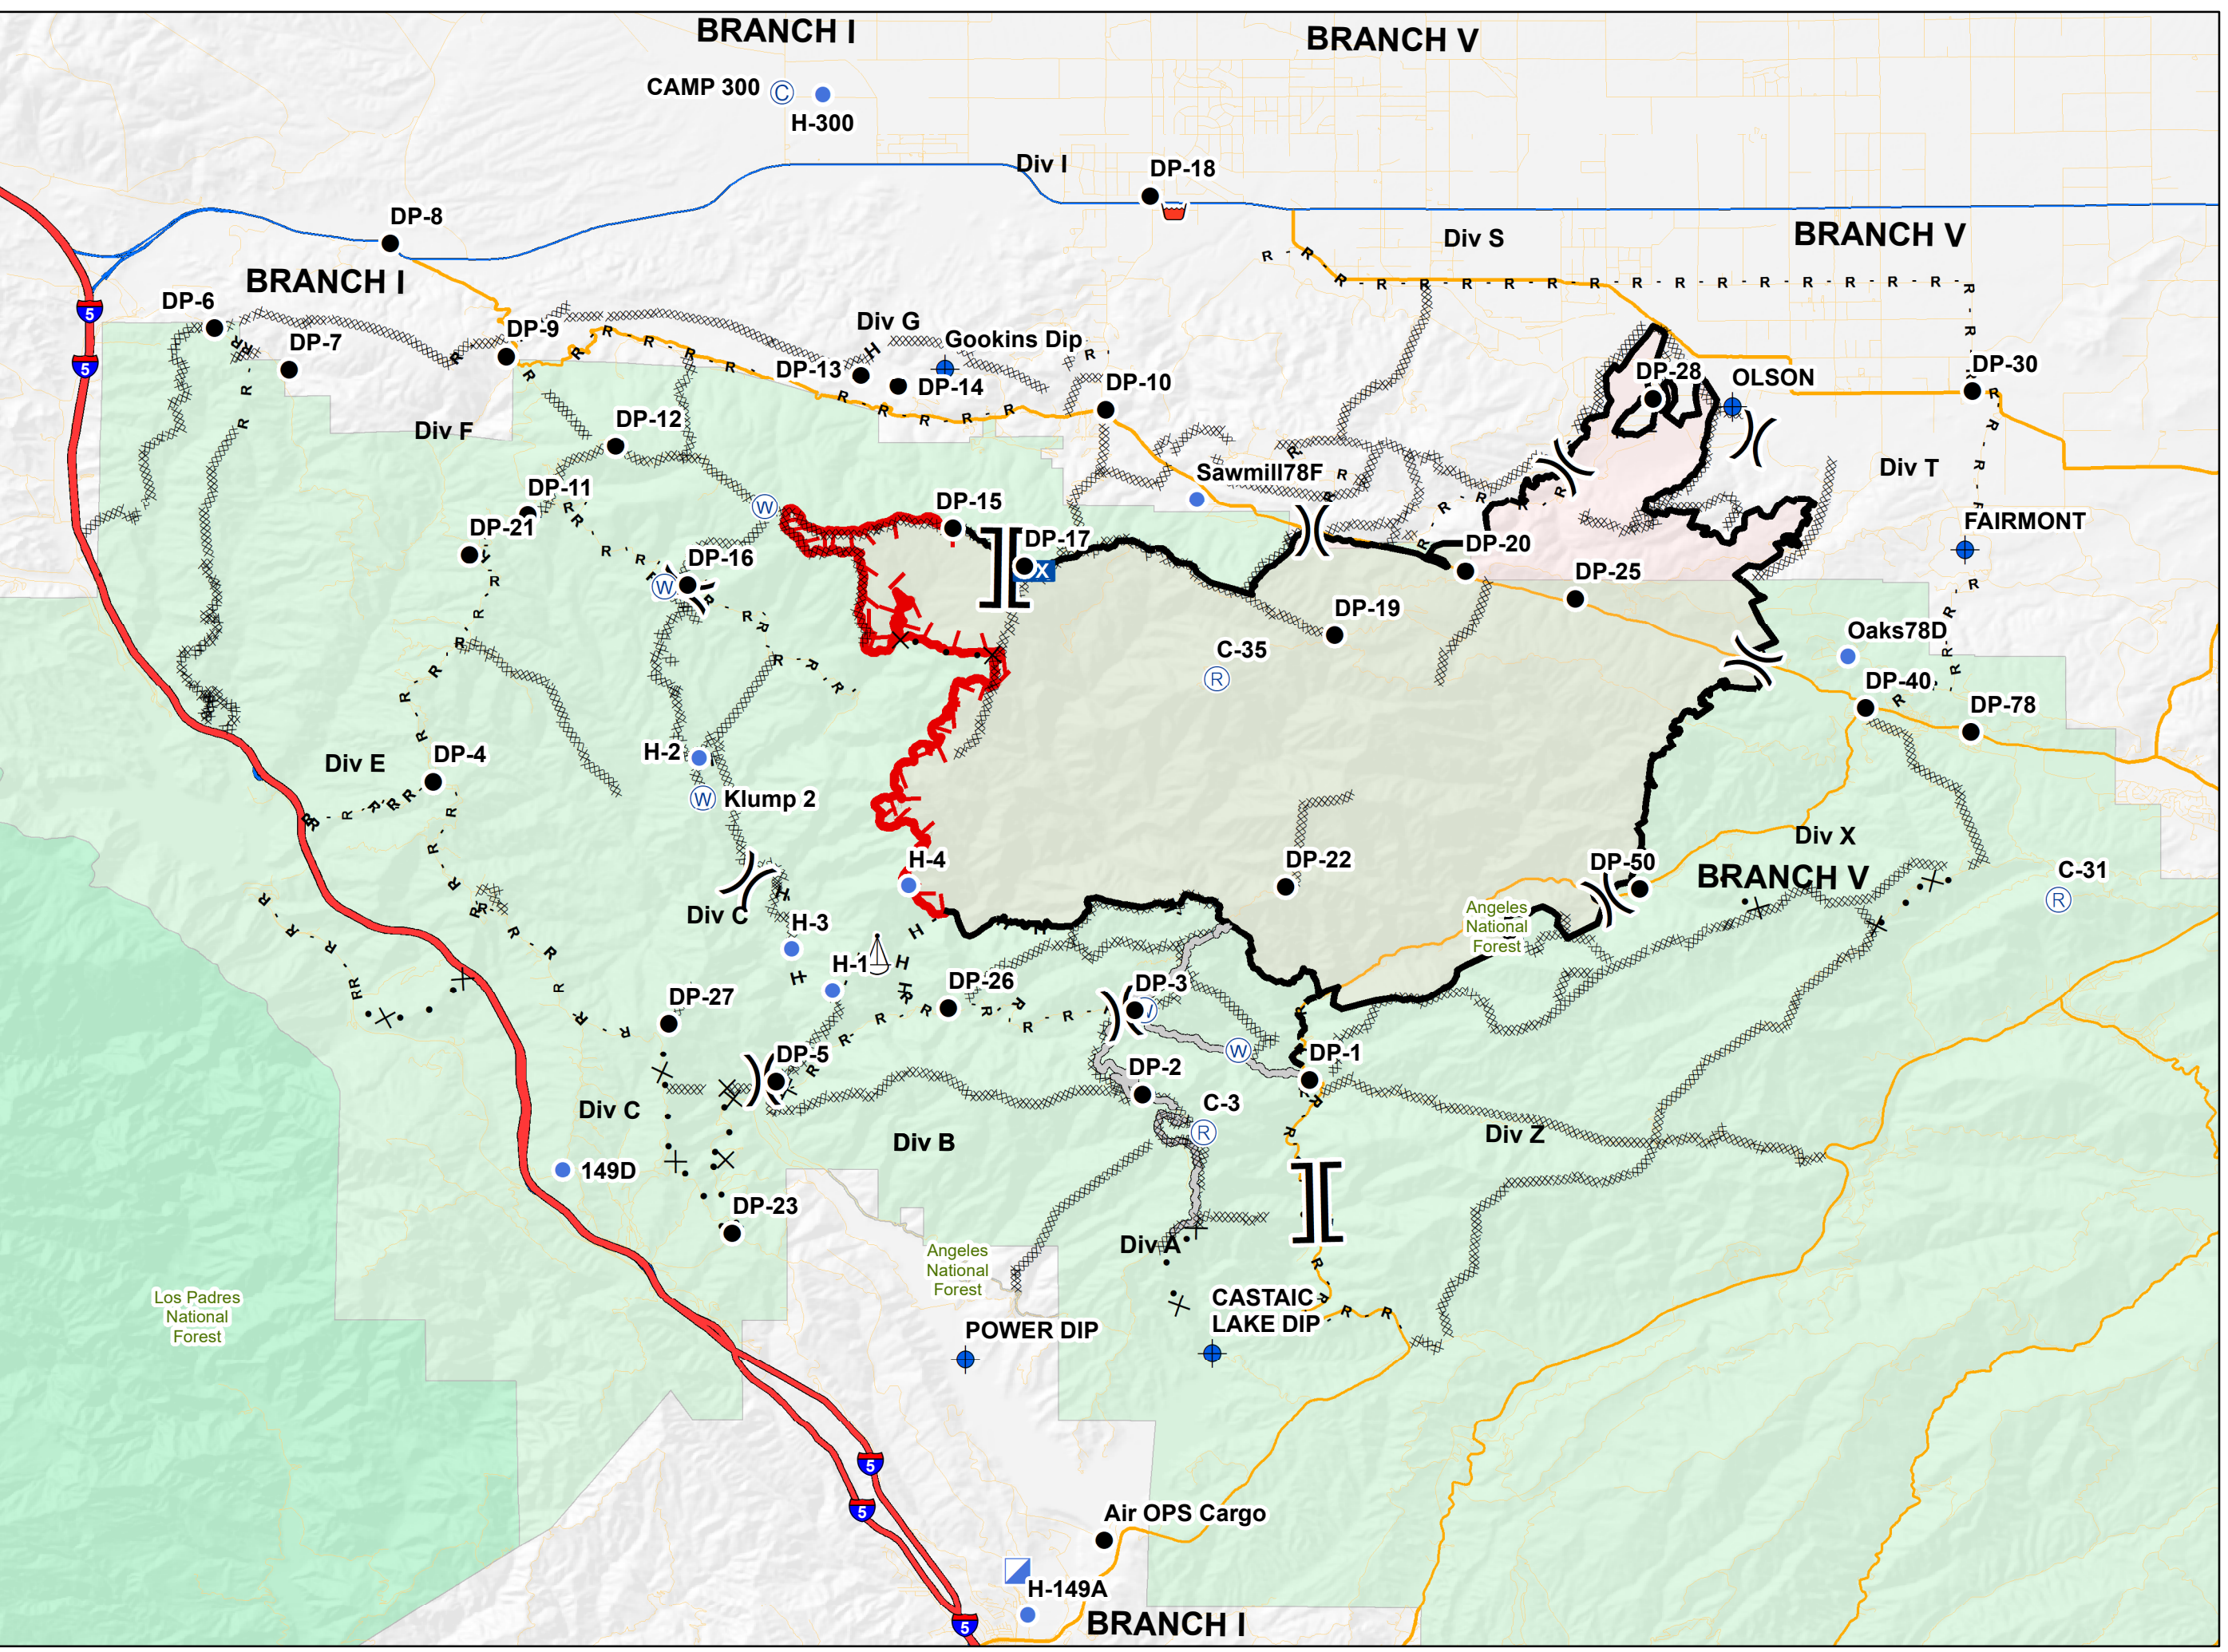 BRANCH I
BRANCH V
CAMP 300
C
H-300
Div I
DP-18
DP-8
Div S
BRANCH V
BRANCH I
DP-6
5
DP-9
Div G
Gookins Dip
DP-7
5
DP-13
DP-14
DP-10
DP-28
OLSON
DP-30
DP-12
Div F
Sawmill78F
Div T
DP-11
W
DP-15
DP-21
DP-17
X
DP-20
FAIRMONT
DP-16
W
DP-25
DP-19
Oaks78D
C-35
R
DP-40
DP-78
H-2
Div E
DP-4
W
Klump 2
Div X
H-4
DP-22
DP-50
BRANCH V
C-31
R
Div C
H-3
Angeles
National
Forest
H-1
DP-26
DP-3
W
DP-27
W
DP-5
DP-1
DP-2
Div C
C-3
R
Div B
Div Z
149D
DP-23
Div A
Angeles
National
Forest
Los Padres
National
Forest
CASTAIC
LAKE DIP
POWER DIP
5
5
Air OPS Cargo
H-149A
BRANCH I
5